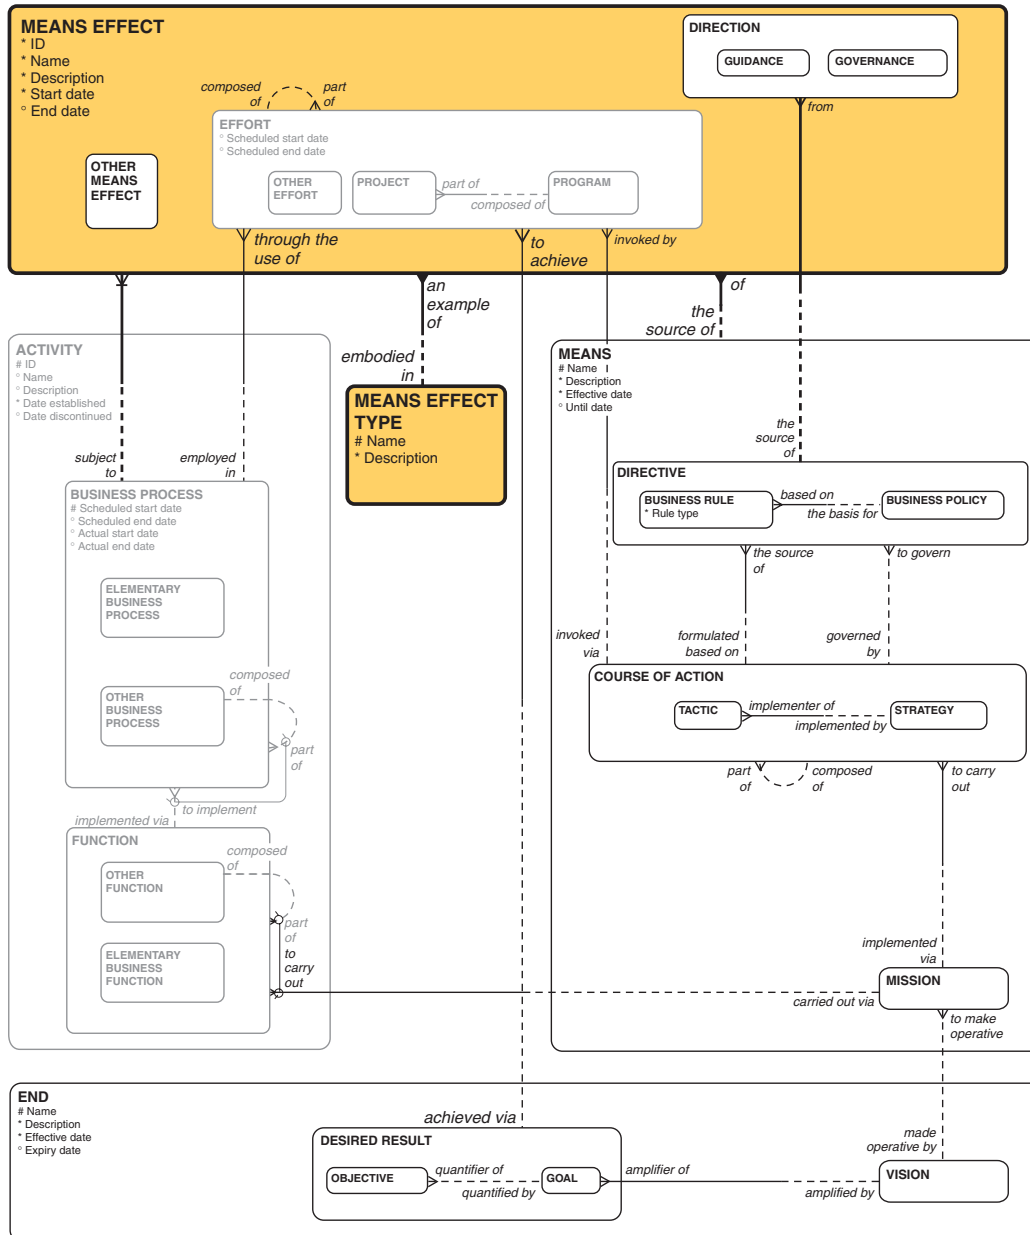 MEANS EFFECT
* ID
* Name
* Description
* Start date
° End date
DIRECTION
GUIDANCE
GOVERNANCE
from
composed
of
part
of
EFFORT
° Scheduled start date
° Scheduled end date
OTHER
EFFORT
PROJECT
part of
composed of
PROGRAM
OTHER
MEANS
EFFECT
through the
use of
to
achieve
invoked by
an
example
of
of
the
source of
embodied
in
MEANS EFFECT
TYPE
# Name
* Description
ACTIVITY
# ID
° Name
° Description
* Date established
° Date discontinued
subject
to
employed
in
BUSINESS PROCESS
# Scheduled start date
° Scheduled end date
° Actual start date
° Actual end date
ELEMENTARY
BUSINESS
PROCESS
OTHER
BUSINESS
PROCESS
composed
of
part
of
to implement
implemented via
FUNCTION
OTHER
FUNCTION
composed
of
part
of
to
carry
out
ELEMENTARY
BUSINESS
FUNCTION
MEANS
# Name
* Description
* Effective date
° Until date
the
source
of
DIRECTIVE
BUSINESS RULE
* Rule type
based on
the basis for
BUSINESS POLICY
the source
of
to govern
invoked
via
formulated
based on
governed
by
COURSE OF ACTION
TACTIC
implementer of
implemented by
STRATEGY
part
of
composed
of
to carry
out
implemented
via
MISSION
carried out via
to make
operative
END
# Name
* Description
* Effective date
° Expiry date
achieved via
DESIRED RESULT
OBJECTIVE
quantifier of
quantified by
GOAL
amplifier of
amplified by
made
operative by
VISION